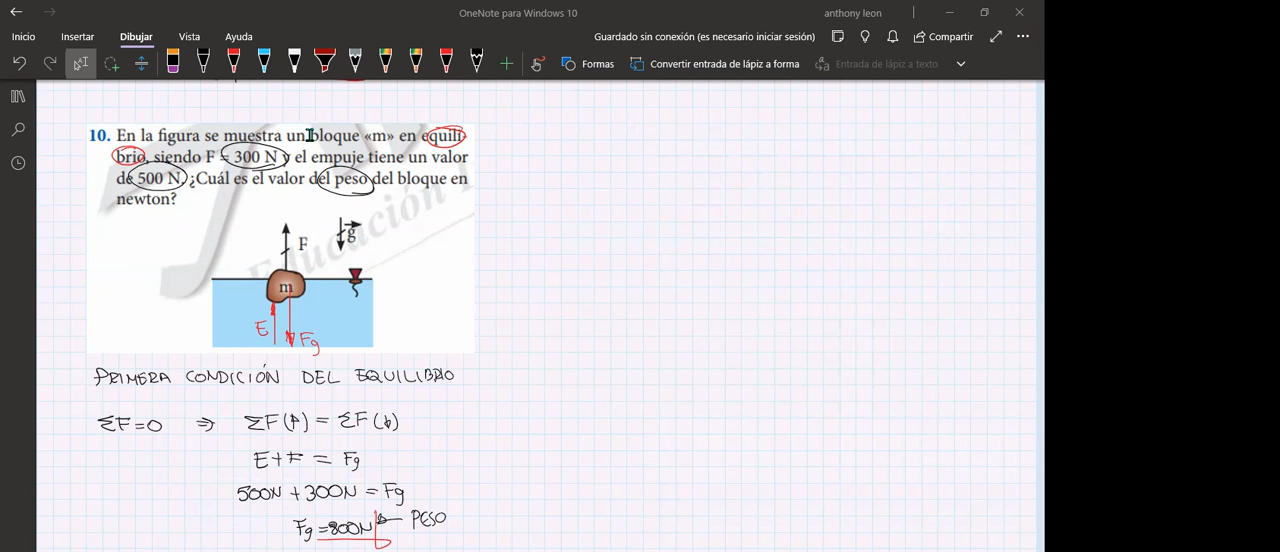 OneNote para Windows 10
anthony leon
Inicio Insertar Dibujar Vista Ayuda
Guardado sin conexión (es necesario iniciar sesión) Compartir
Formas Convertir entrada de lápiz a forma Entrada de lápiz a texto
10. En la figura se muestra un bloque «m» en equili-
brio, siendo F = 300 N y el empuje tiene un valor
de 500 N ¿Cuál es el valor del peso del bloque en
newton?
F
g
Educación
m
E
Fg
PRIMERA CONDICIÓN DEL EQUILIBRIO
ΣF=0 ⇒ ΣF(↑) = ΣF(↓)
E+F = Fg
500N + 300N = Fg
Fg = 800N ← PESO